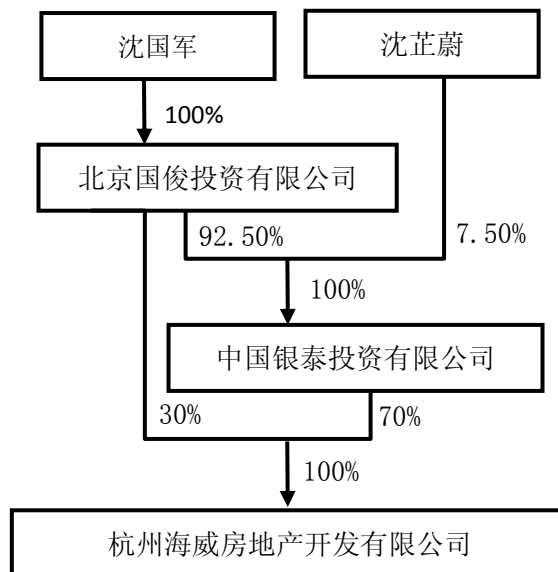 沈国军
沈芷蔚
100%
北京国俊投资有限公司
92.50%
7.50%
100%
中国银泰投资有限公司
30%
70%
100%
杭州海威房地产开发有限公司